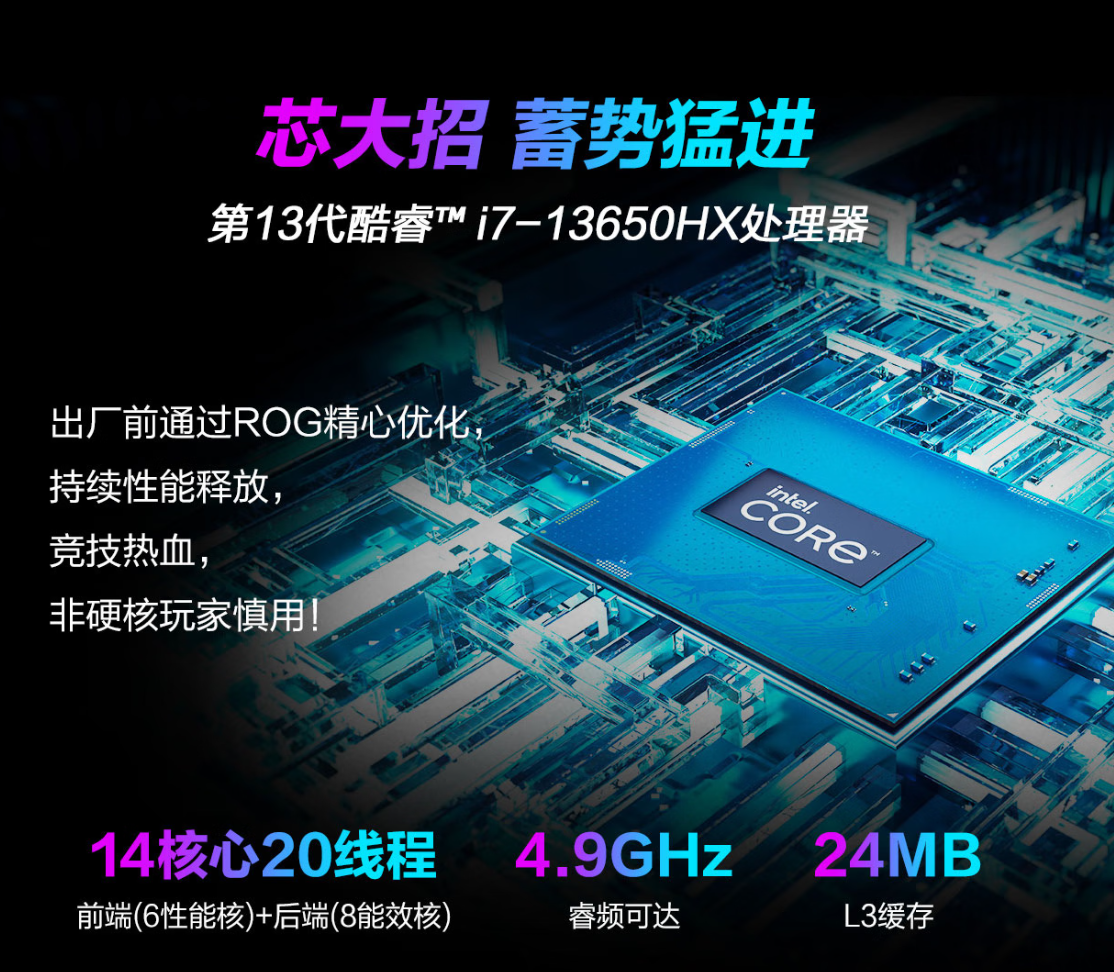 芯大招 蓄势猛进
第13代酷睿™ i7-13650HX处理器
出厂前通过ROG精心优化，
持续性能释放，
竞技热血，
非硬核玩家慎用！
intel.
CORE™
14核心20线程
前端(6性能核)+后端(8能效核)
4.9GHz
睿频可达
24MB
L3缓存